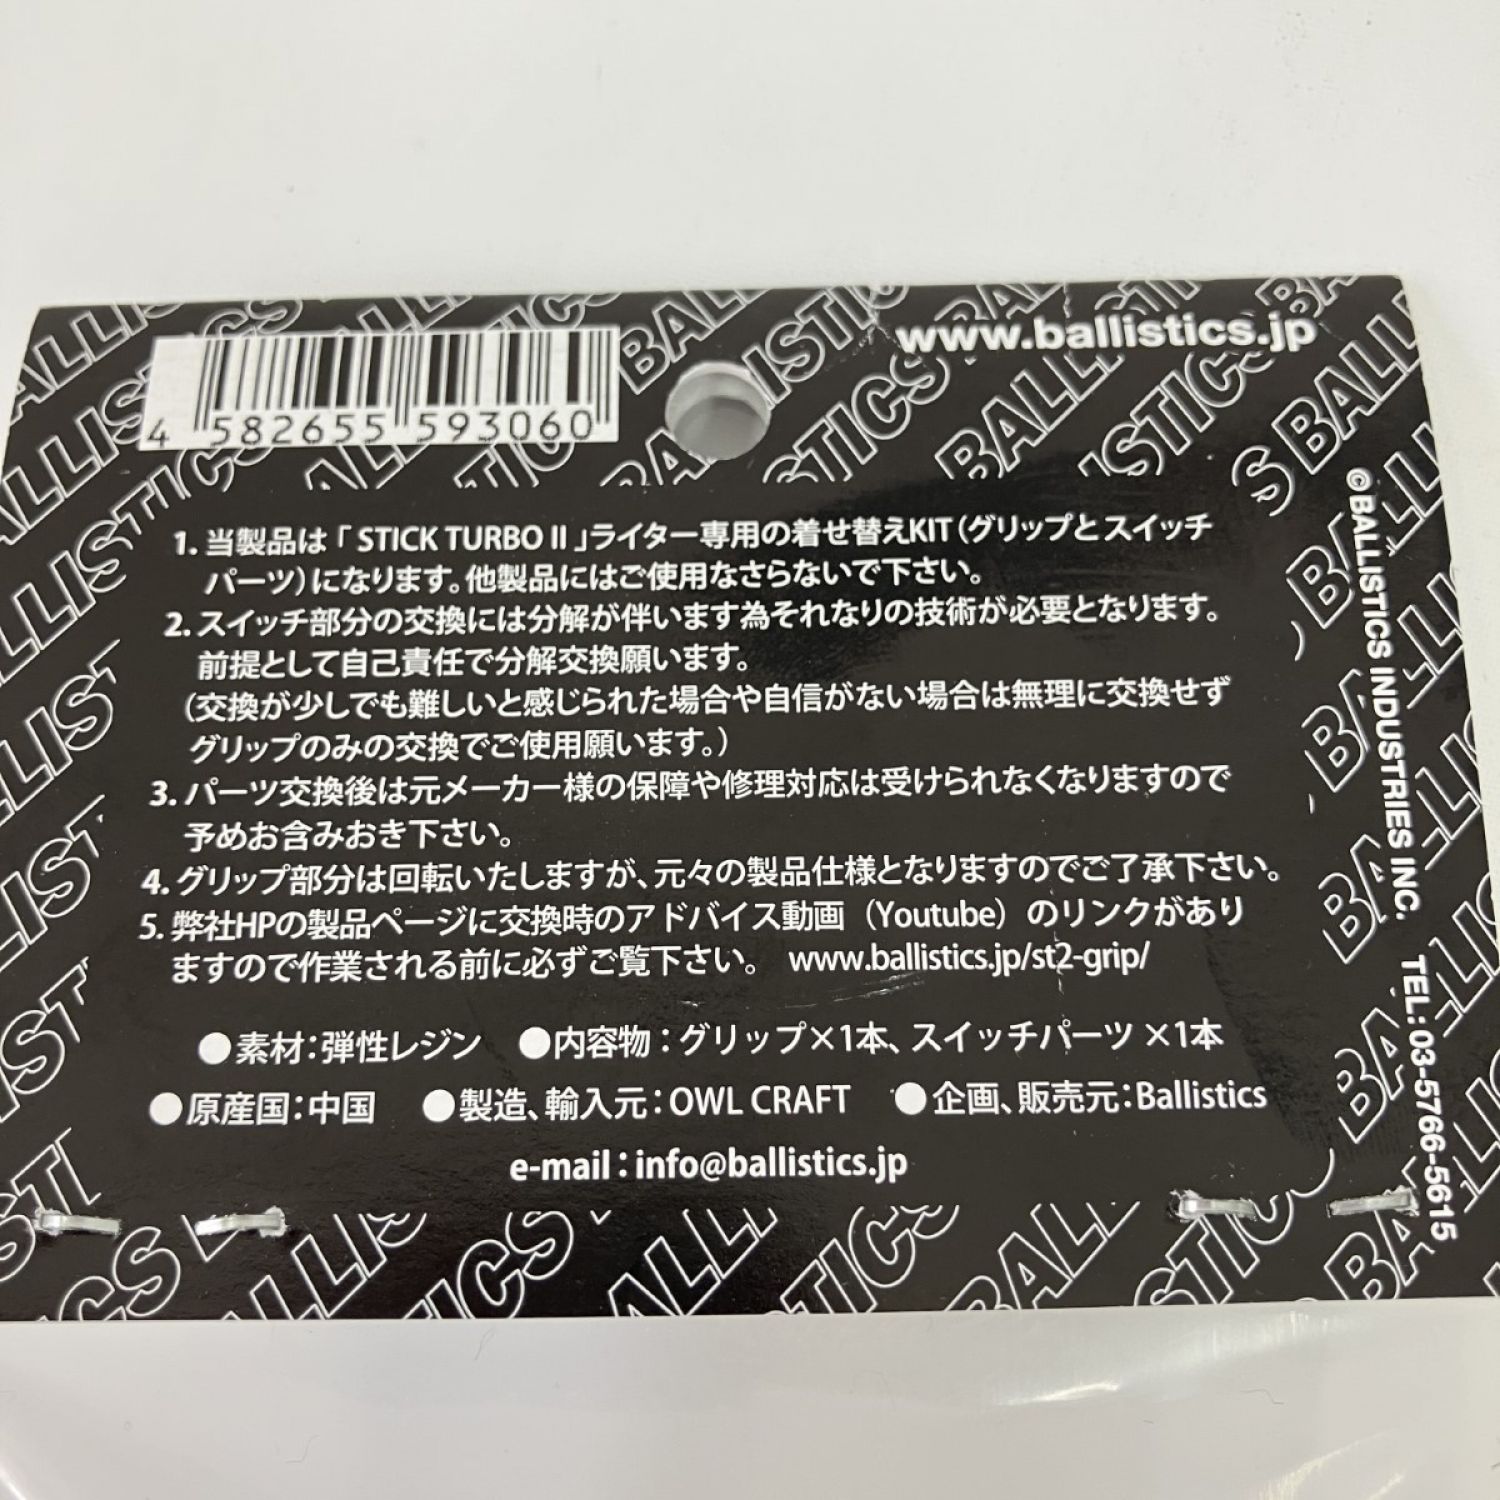 www.ballistics.jp
4 582655 593060
1. 当製品は「 STICK TURBO II 」ライター専用の着せ替えKIT（グリップとスイッチ
パーツ）になります。他製品にはご使用なさらないで下さい。
2. スイッチ部分の交換には分解が伴います為それなりの技術が必要となります。
前提として自己責任で分解交換願います。
（交換が少しでも難しいと感じられた場合や自信がない場合は無理に交換せず
グリップのみの交換でご使用願います。）
3. パーツ交換後は元メーカー様の保障や修理対応は受けられなくなりますので
予めお含みおき下さい。
4. グリップ部分は回転いたしますが、元々の製品仕様となりますのでご了承下さい。
5. 弊社HPの製品ページに交換時のアドバイス動画（Youtube）のリンクがあり
ますので作業される前に必ずご覧下さい。 www.ballistics.jp/st2-grip/
●素材：弾性レジン ●内容物：グリップ×1本、スイッチパーツ ×1本
●原産国：中国 ●製造、輸入元：OWL CRAFT ●企画、販売元：Ballistics
e-mail：info@ballistics.jp
©BALLISTICS INDUSTRIES INC. TEL：03-5766-5615